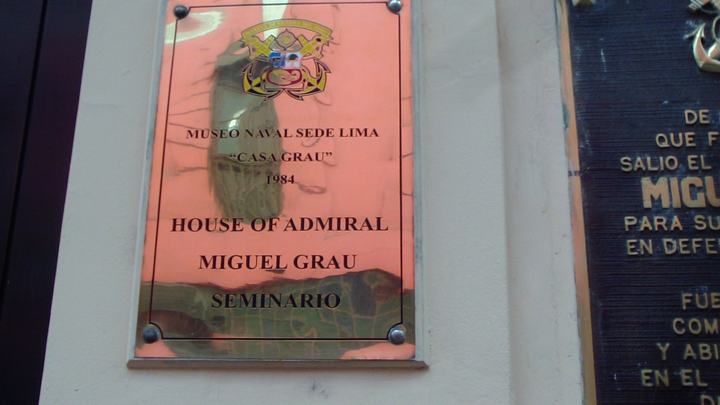 MUSEO NAVAL SEDE LIMA
"CASA GRAU"
1984
HOUSE OF ADMIRAL
MIGUEL GRAU
SEMINARIO
DE
QUE F
SALIO EL
MIGU
PARA SU
EN DEFE
FUE
COM
Y ABI
EN EL
D